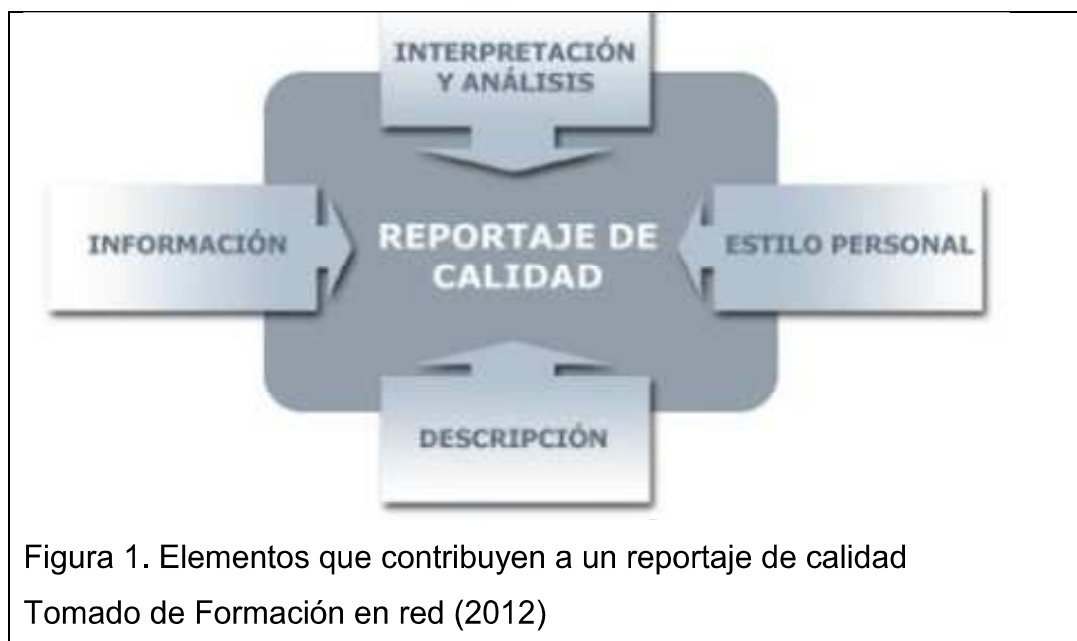 INTERPRETACIÓN
Y ANÁLISIS
INFORMACIÓN
REPORTAJE DE
CALIDAD
ESTILO PERSONAL
DESCRIPCIÓN
Figura 1. Elementos que contribuyen a un reportaje de calidad
Tomado de Formación en red (2012)